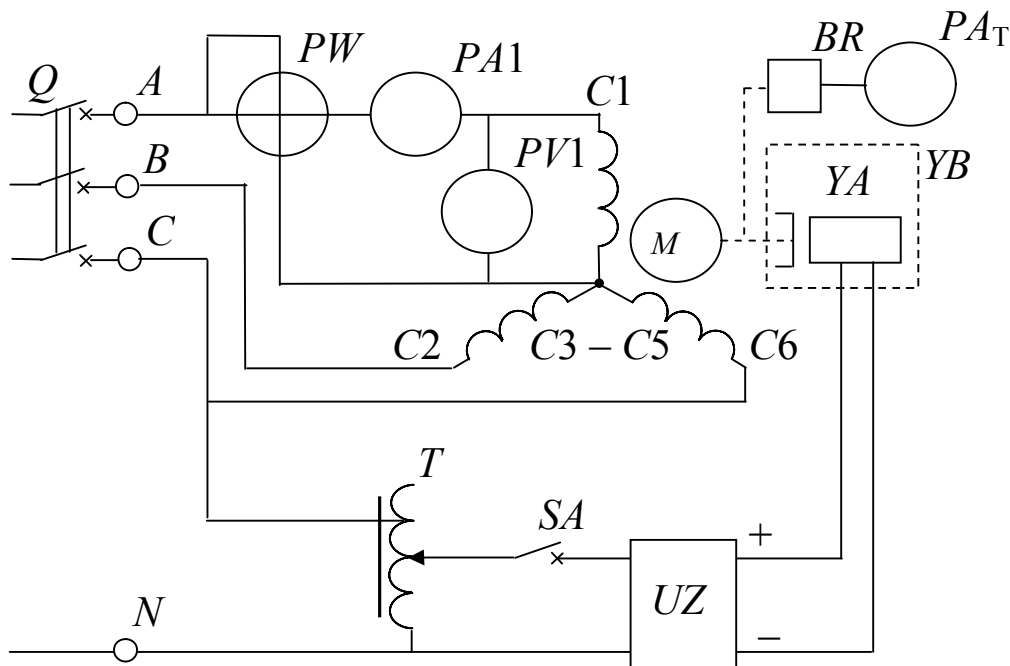 PW
PA1
BR
PAТ
Q
A
C1
B
PV1
YA
YB
C
M
C2
C3 – C5
C6
T
SA
+
UZ
N
–